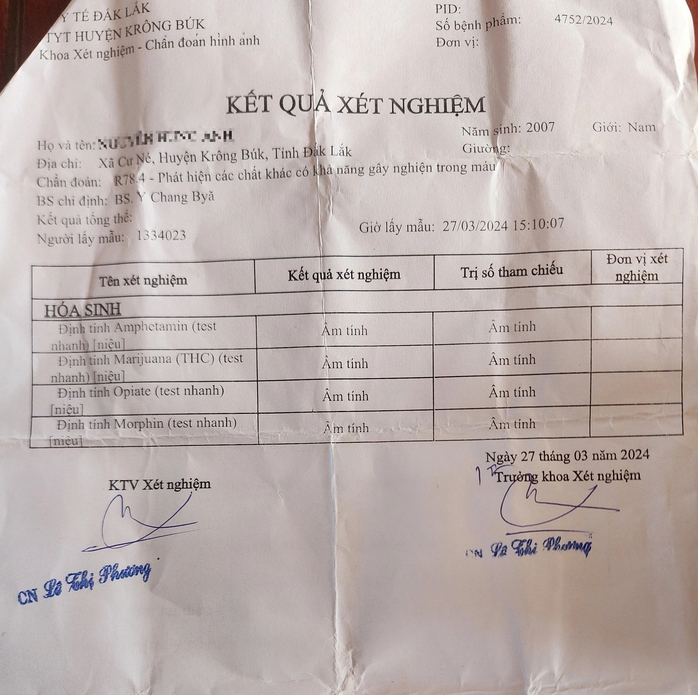 Y TẾ ĐẮK LẮK
TYT HUYỆN KRÔNG BÚK
Khoa Xét nghiệm - Chẩn đoán hình ảnh
PID:
Số bệnh phẩm: 4752/2024
Đơn vị:
KẾT QUẢ XÉT NGHIỆM
Họ và tên:
Năm sinh: 2007 Giới: Nam
Địa chỉ: Xã Cư Né, Huyện Krông Búk, Tỉnh Đắk Lắk
Giường:
Chẩn đoán: R78.4 - Phát hiện các chất khác có khả năng gây nghiện trong máu
BS chỉ định: BS. Y Chang Byă
Kết quả tổng thể:
Giờ lấy mẫu: 27/03/2024 15:10:07
Người lấy mẫu: 1334023
Tên xét nghiệm Kết quả xét nghiệm Trị số tham chiếu Đơn vị xét nghiệm
HÓA SINH
Định tính Amphetamin (test nhanh) [niệu] Âm tính Âm tính
Định tính Marijuana (THC) (test nhanh) [niệu] Âm tính Âm tính
Định tính Opiate (test nhanh) [niệu] Âm tính Âm tính
Định tính Morphin (test nhanh) [niệu] Âm tính Âm tính
Ngày 27 tháng 03 năm 2024
KTV Xét nghiệm
Trưởng khoa Xét nghiệm
CN Lê Thị Phương
CN Lê Thị Phương